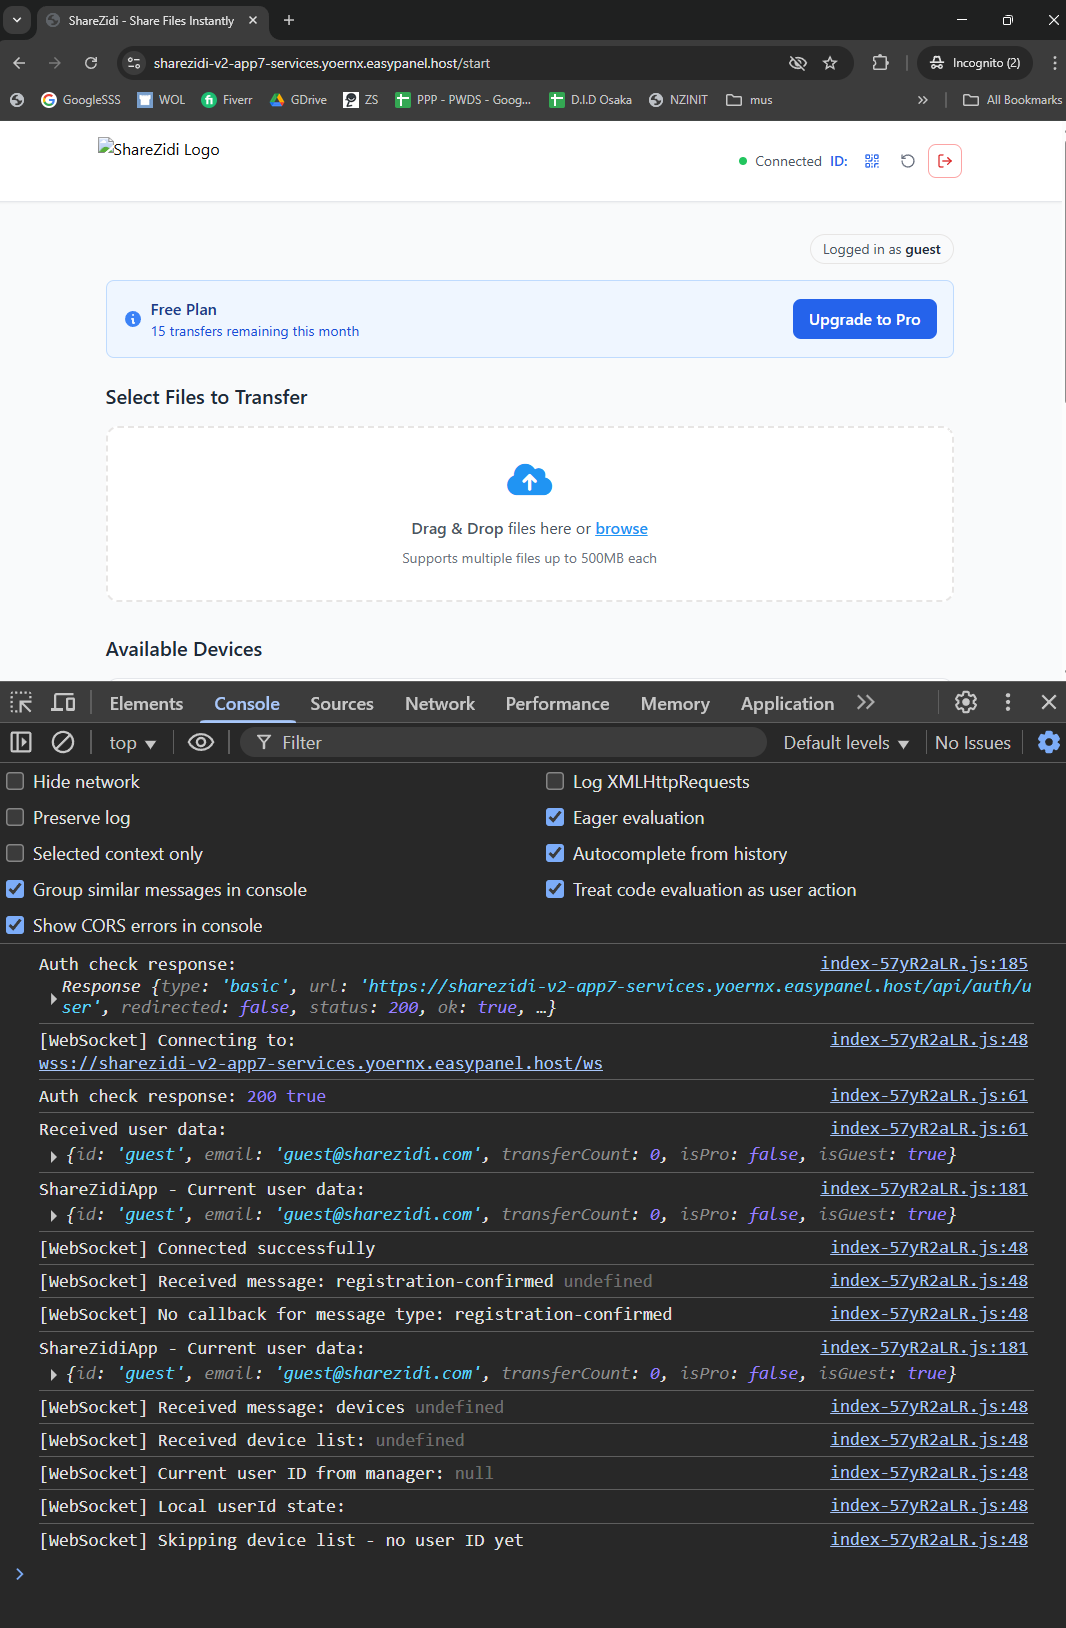 ShareZidi - Share Files Instantly
sharezidi-v2-app7-services.yoernx.easypanel.host/start
Incognito (2)
GoogleSSS
WOL
Fiverr
GDrive
ZS
PPP - PWDS - Goog...
D.I.D Osaka
NZINIT
mus
All Bookmarks
ShareZidi Logo
Connected ID:
Logged in as guest
Free Plan
15 transfers remaining this month
Upgrade to Pro
Select Files to Transfer
Drag & Drop files here or browse
Supports multiple files up to 500MB each
Available Devices
Elements Console Sources Network Performance Memory Application
top
Filter
Default levels
No Issues
Hide network
Log XMLHttpRequests
Preserve log
Eager evaluation
Selected context only
Autocomplete from history
Group similar messages in console
Treat code evaluation as user action
Show CORS errors in console
Auth check response: index-57yR2aLR.js:185
Response {type: 'basic', url: 'https://sharezidi-v2-app7-services.yoernx.easypanel.host/api/auth/u
ser', redirected: false, status: 200, ok: true, …}
[WebSocket] Connecting to: index-57yR2aLR.js:48
wss://sharezidi-v2-app7-services.yoernx.easypanel.host/ws
Auth check response: 200 true index-57yR2aLR.js:61
Received user data: index-57yR2aLR.js:61
{id: 'guest', email: 'guest@sharezidi.com', transferCount: 0, isPro: false, isGuest: true}
ShareZidiApp - Current user data: index-57yR2aLR.js:181
{id: 'guest', email: 'guest@sharezidi.com', transferCount: 0, isPro: false, isGuest: true}
[WebSocket] Connected successfully index-57yR2aLR.js:48
[WebSocket] Received message: registration-confirmed undefined index-57yR2aLR.js:48
[WebSocket] No callback for message type: registration-confirmed index-57yR2aLR.js:48
ShareZidiApp - Current user data: index-57yR2aLR.js:181
{id: 'guest', email: 'guest@sharezidi.com', transferCount: 0, isPro: false, isGuest: true}
[WebSocket] Received message: devices undefined index-57yR2aLR.js:48
[WebSocket] Received device list: undefined index-57yR2aLR.js:48
[WebSocket] Current user ID from manager: null index-57yR2aLR.js:48
[WebSocket] Local userId state: index-57yR2aLR.js:48
[WebSocket] Skipping device list - no user ID yet index-57yR2aLR.js:48